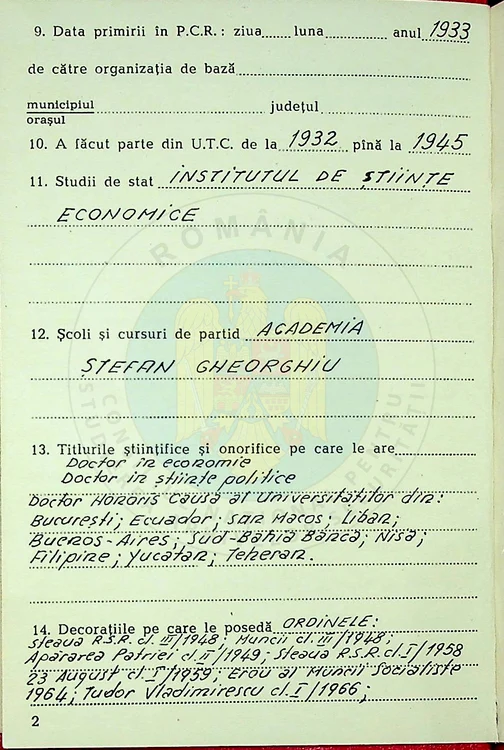 9. Data primirii în P.C.R.: ziua...... luna.............. anul 1933
de către organizația de bază
municipiul
orașul
județul
10. A făcut parte din U.T.C. de la 1932 pînă la 1945
11. Studii de stat INSTITUTUL DE ȘTIINȚE
ECONOMICE
ROMÂNIA
12. Școli și cursuri de partid ACADEMIA
ȘTEFAN GHEORGHIU
13. Titlurile științifice și onorifice pe care le are
Doctor în economie
Doctor în științe politice
Doctor Honoris Causa al Universităților din:
București; Ecuador; San Macos; Liban;
Buenos-Aires; Sud-Bahia Banca; Nisa;
Filipine; Yucatan; Teheran.
14. Decorațiile pe care le posedă ORDINELE:
Steaua R.S.R. cl. III/1948; Muncii cl. III/1948;
Apărarea Patriei cl. II/1949; Steaua R.S.R. cl. I/1958
23 August cl. I/1959; Erou al Muncii Socialiste
1964; Tudor Vladimirescu cl. I/1966;
2